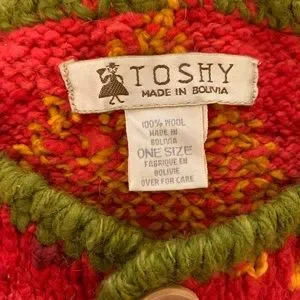 TOSHY
MADE IN BOLIVIA
100% WOOL
MADE IN
BOLIVIA
ONE SIZE
FABRIQUE EN
BOLIVIE
OVER FOR CARE